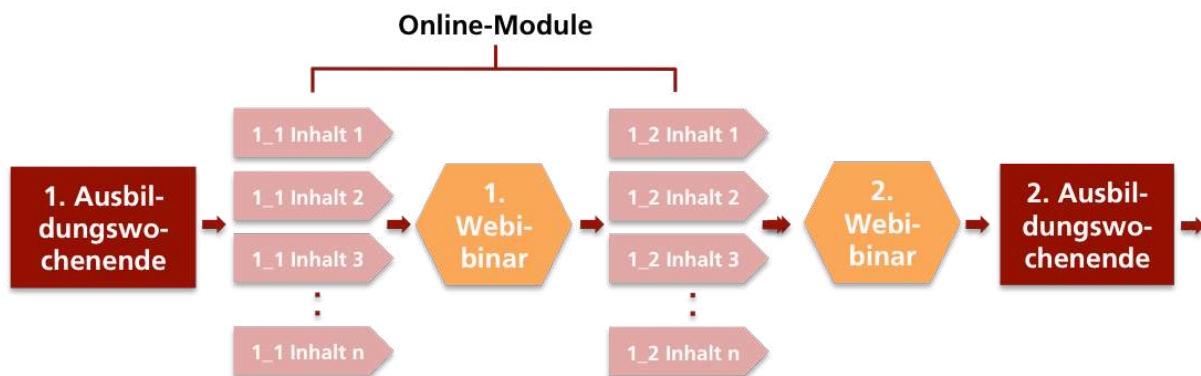 Online-Module
1. Ausbil-
dungswo-
chenende
1_1 Inhalt 1
1_1 Inhalt 2
1_1 Inhalt 3
1_1 Inhalt n
1.
Webi-
binar
1_2 Inhalt 1
1_2 Inhalt 2
1_2 Inhalt 3
1_2 Inhalt n
2.
Webi-
binar
2. Ausbil-
dungswo-
chenende